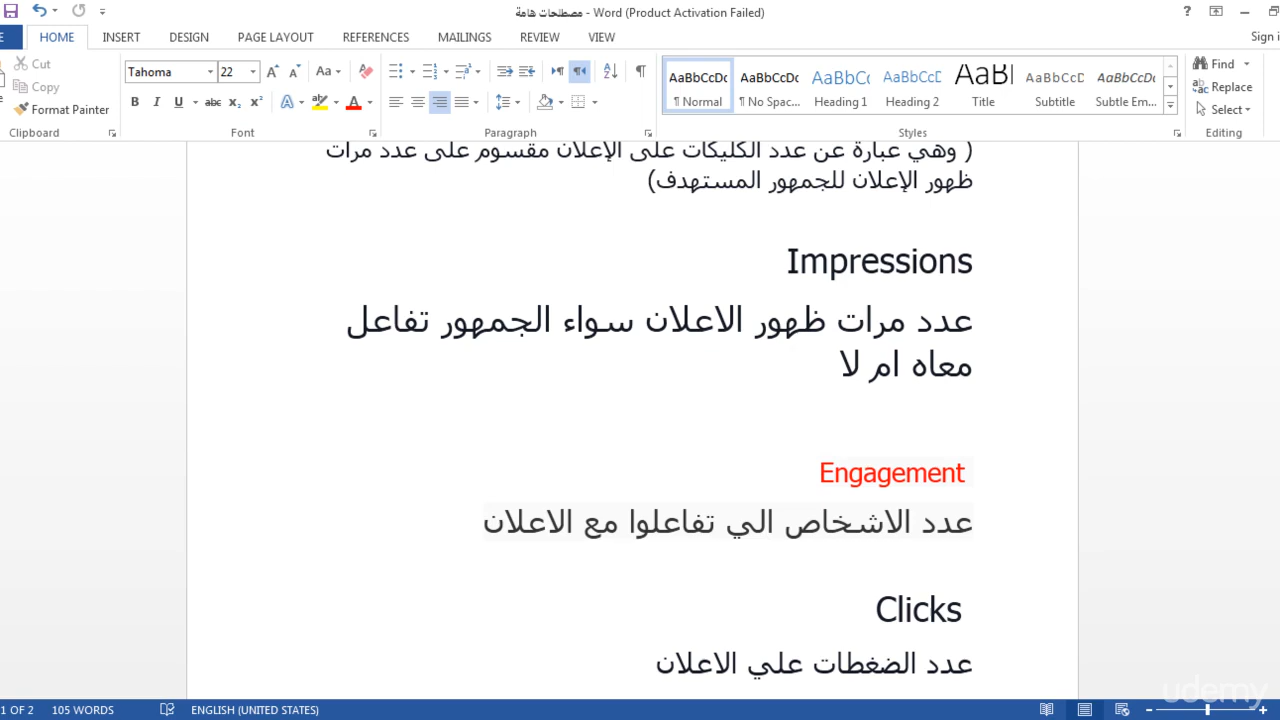 مصطلحات هامة - Word (Product Activation Failed)
HOME INSERT DESIGN PAGE LAYOUT REFERENCES MAILINGS REVIEW VIEW
Cut
Copy
Format Painter
Clipboard
Tahoma 22
Font
Paragraph
AaBbCcDc AaBbCcDc AaBbC AaBbCcD AaBl AaBbCcD AaBbCcDc
¶ Normal ¶ No Spac... Heading 1 Heading 2 Title Subtitle Subtle Em...
Styles
Find
Replace
Select
Editing
( وهي عبارة عن عدد الكليكات على الإعلان مقسوم على عدد مرات
ظهور الإعلان للجمهور المستهدف)
Impressions
عدد مرات ظهور الاعلان سواء الجمهور تفاعل
معاه ام لا
Engagement
عدد الاشخاص الي تفاعلوا مع الاعلان
Clicks
عدد الضغطات علي الاعلان
1 OF 2 105 WORDS ENGLISH (UNITED STATES)
udemy